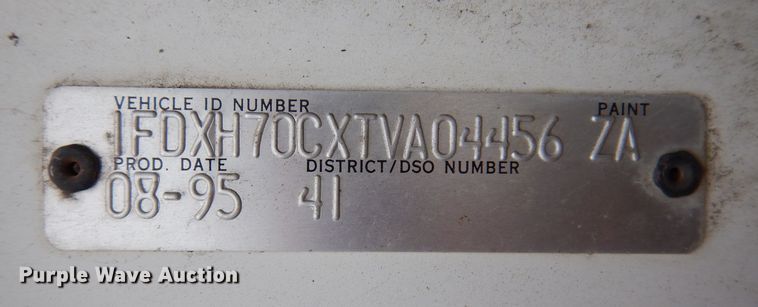 VEHICLE ID NUMBER PAINT
1FDXH70CXTVA04456 ZA
PROD. DATE DISTRICT/DSO NUMBER
08-95 41
Purple Wave Auction